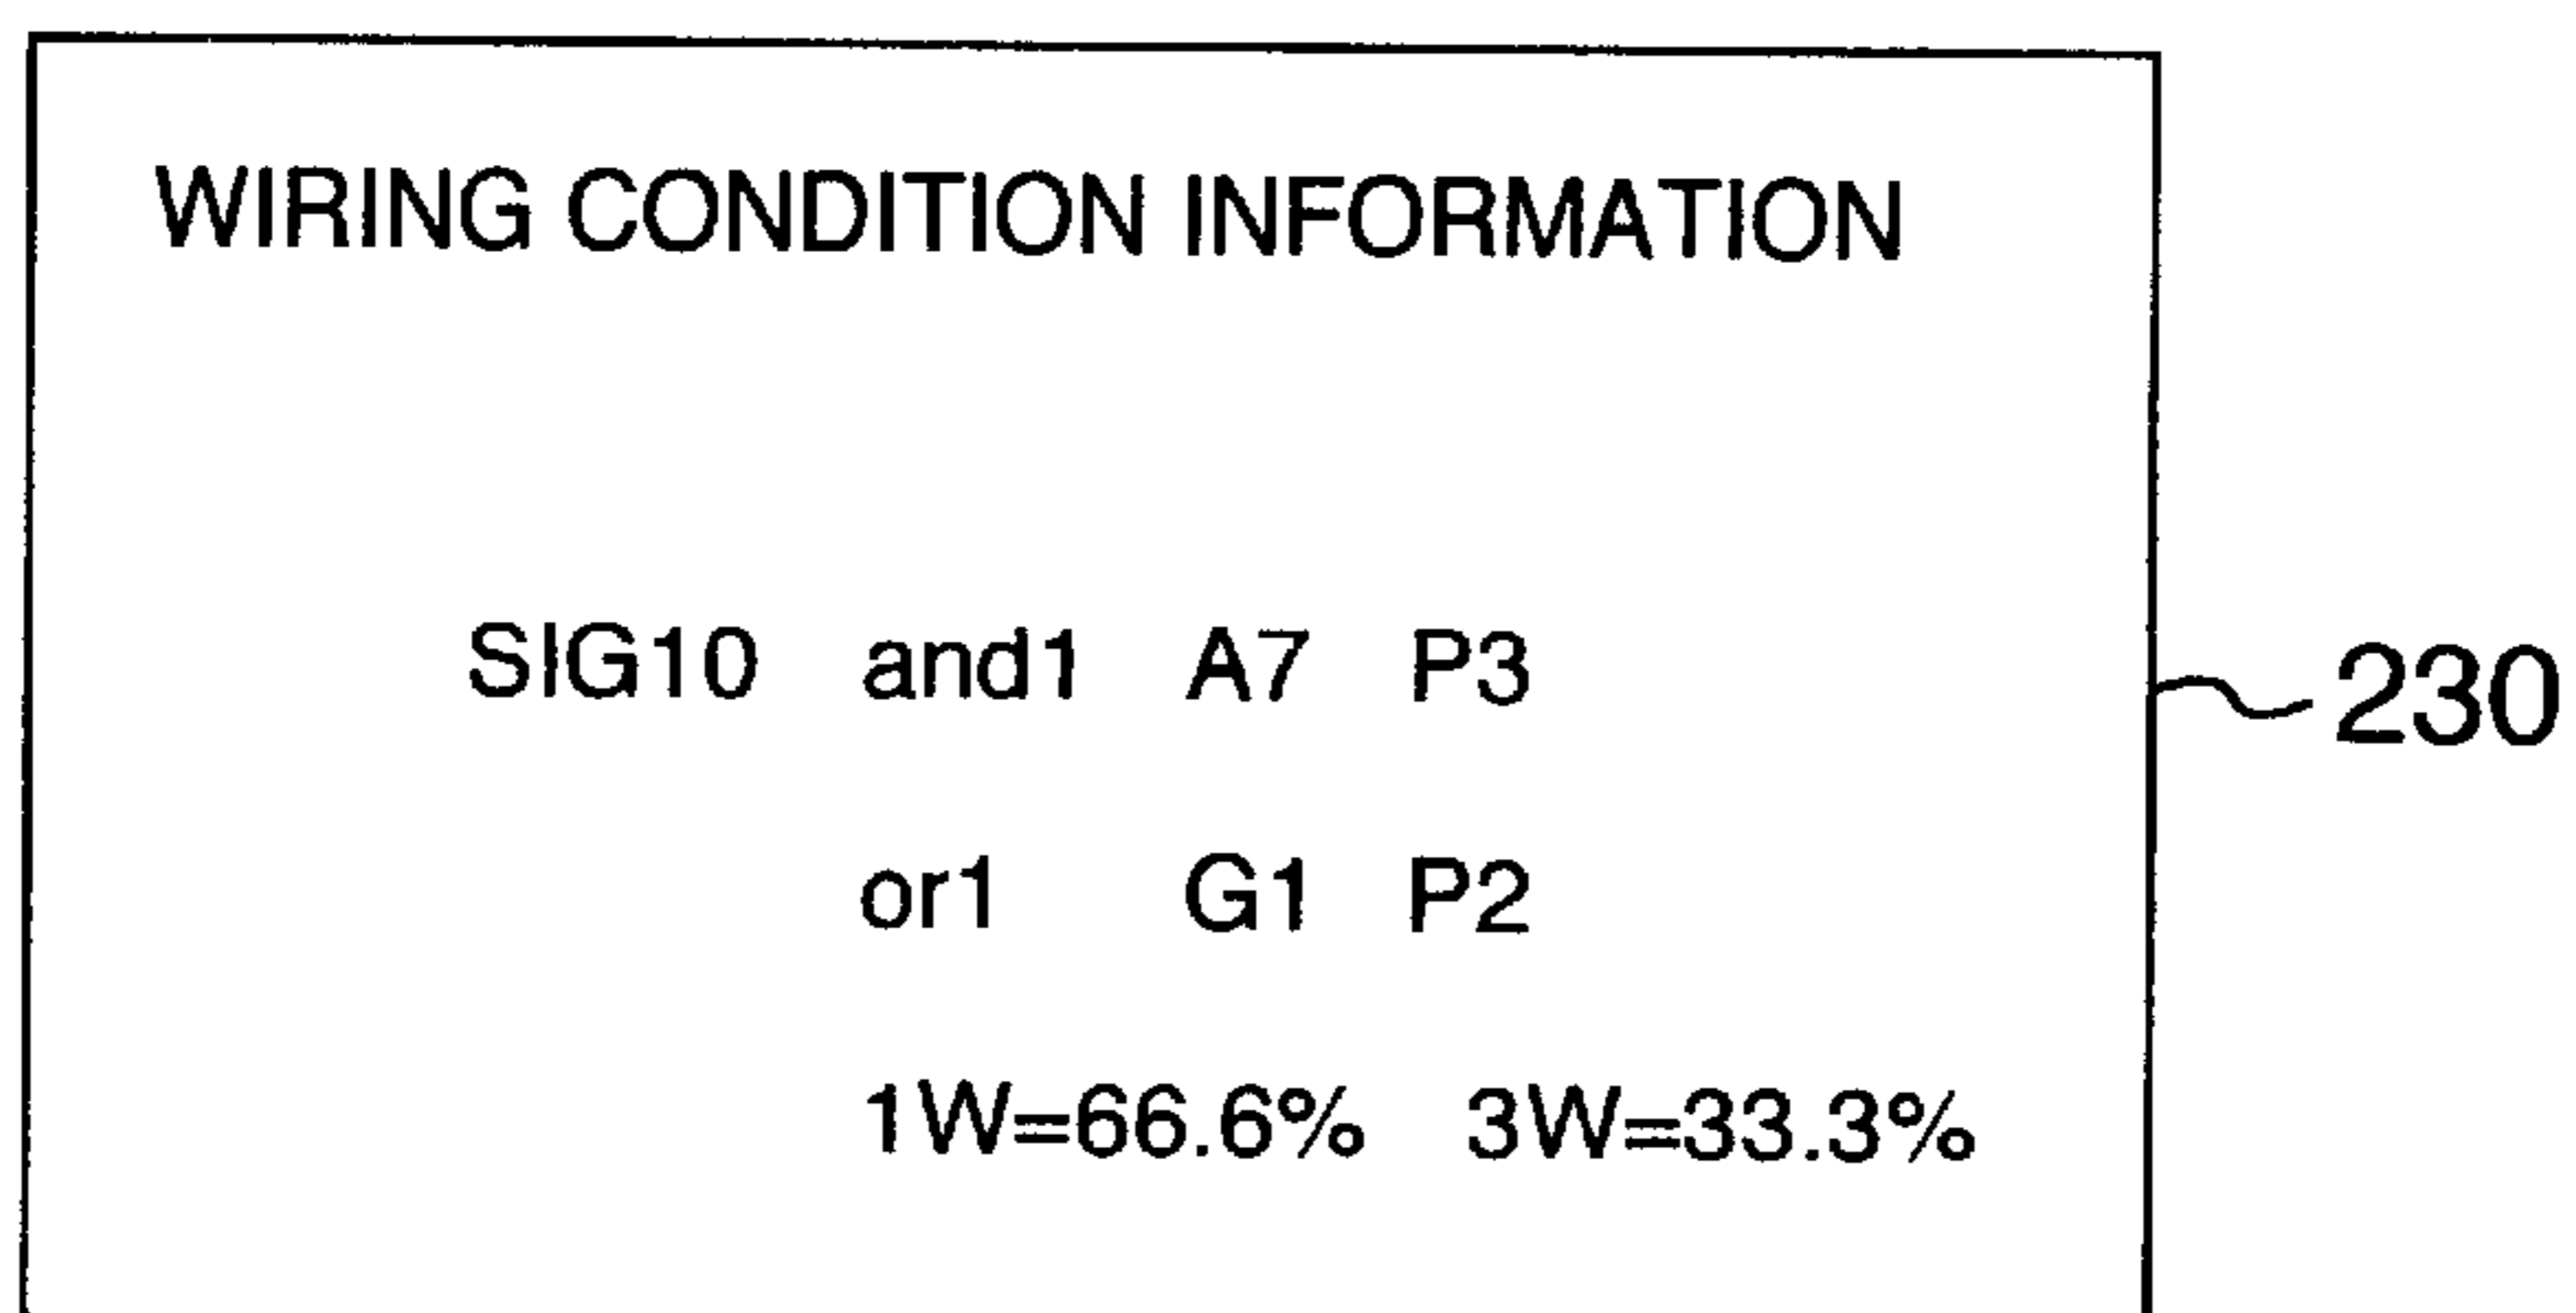 WIRING CONDITION INFORMATION
SIG10 and1 A7 P3
230
or1 G1 P2
1W=66.6% 3W=33.3%